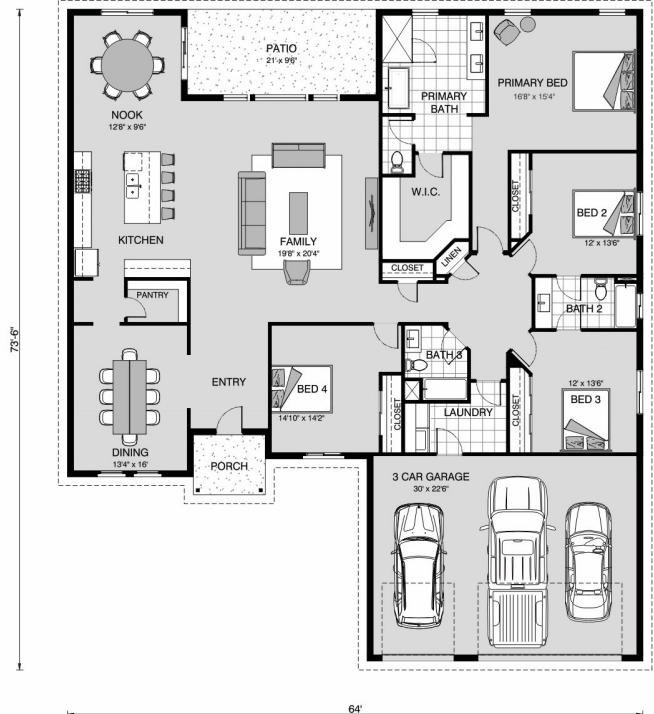 PATIO
21' x 9'6"
NOOK
12'8" x 9'6"
PRIMARY
BATH
PRIMARY BED
16'8" x 15'4"
W.I.C.
CLOSET
BED 2
12' x 13'6"
KITCHEN
FAMILY
19'8" x 20'4"
LINEN
CLOSET
PANTRY
BATH 2
73'-6"
ENTRY
BATH 3
BED 4
14'10" x 14'2"
CLOSET
LAUNDRY
CLOSET
12' x 13'6"
BED 3
DINING
13'4" x 16'
PORCH
3 CAR GARAGE
30' x 22'6"
64'